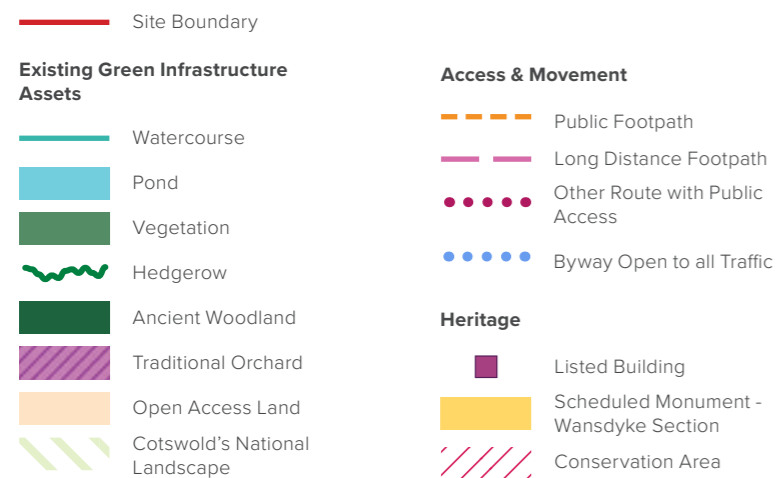 Site Boundary
Existing Green Infrastructure
Assets
Watercourse
Pond
Vegetation
Hedgerow
Ancient Woodland
Traditional Orchard
Open Access Land
Cotswold's National
Landscape
Access & Movement
Public Footpath
Long Distance Footpath
Other Route with Public
Access
Byway Open to all Traffic
Heritage
Listed Building
Scheduled Monument -
Wansdyke Section
Conservation Area